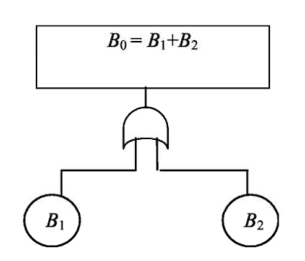 B₀ = B₁+B₂
B₁
B₂